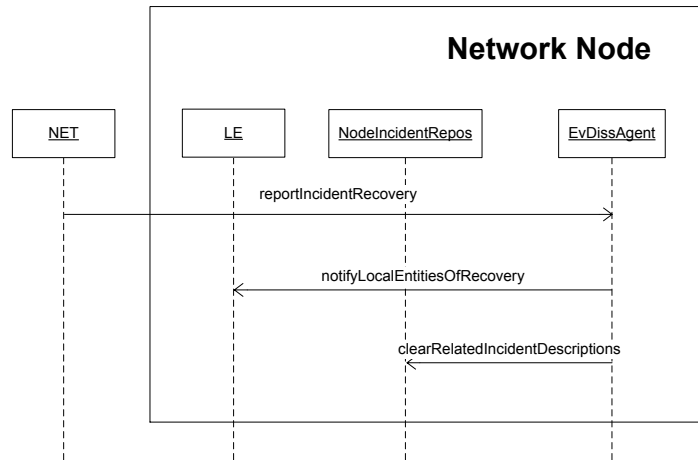 Network Node
NET
LE
NodeIncidentRepos
EvDissAgent
reportIncidentRecovery
notifyLocalEntitiesOfRecovery
clearRelatedIncidentDescriptions